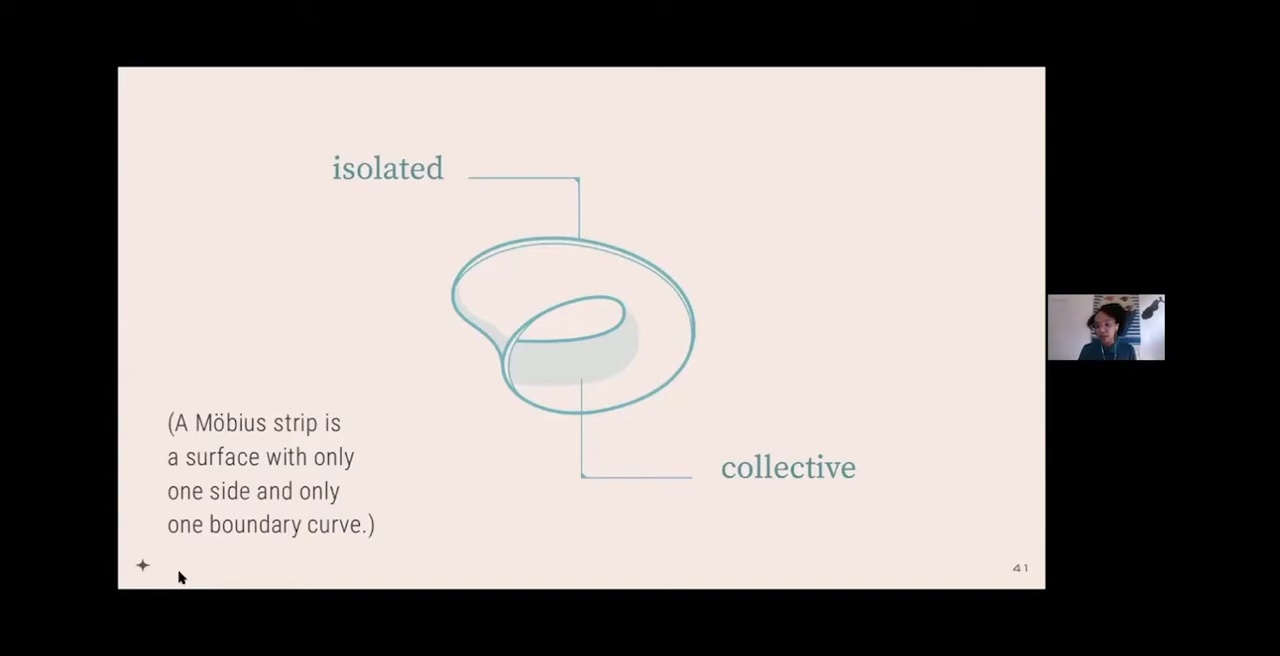 isolated
collective
(A Möbius strip is
a surface with only
one side and only
one boundary curve.)
41